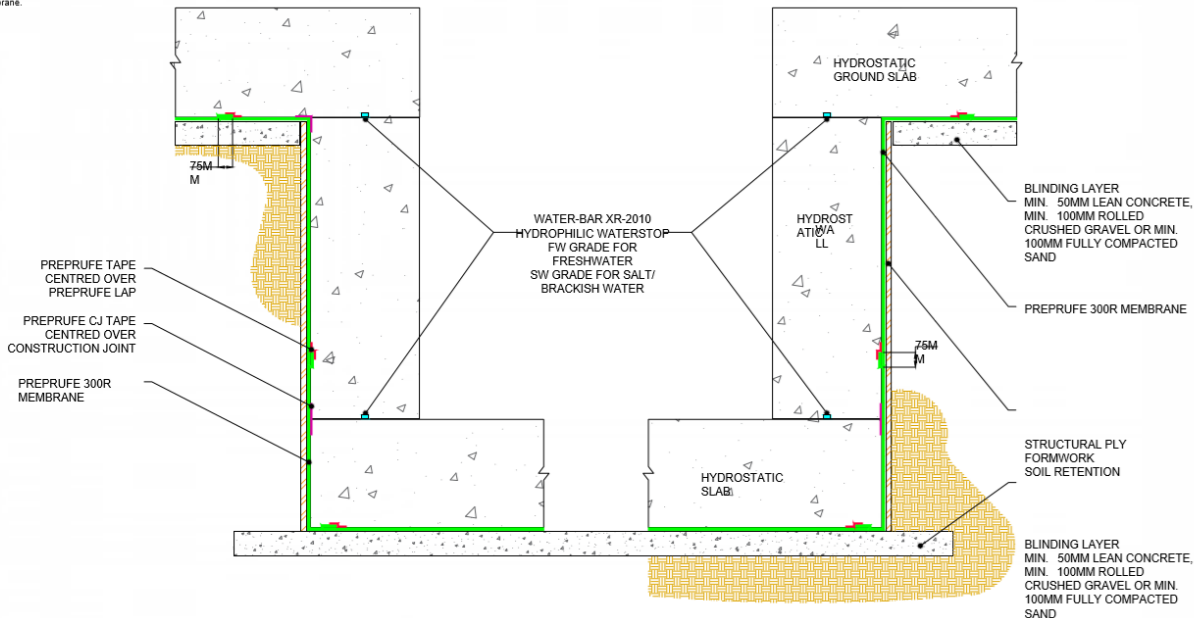 rane.
HYDROSTATIC
GROUND SLAB
75M
M
BLINDING LAYER
MIN. 50MM LEAN CONCRETE,
MIN. 100MM ROLLED
CRUSHED GRAVEL OR MIN.
100MM FULLY COMPACTED
SAND
WATER-BAR XR-2010
HYDROPHILIC WATERSTOP
FW GRADE FOR
FRESHWATER
SW GRADE FOR SALT/
BRACKISH WATER
HYDROST
ATIC
WA
LL
PREPRUFE TAPE
CENTRED OVER
PREPRUFE LAP
PREPRUFE CJ TAPE
CENTRED OVER
CONSTRUCTION JOINT
PREPRUFE 300R
MEMBRANE
PREPRUFE 300R MEMBRANE
75M
M
STRUCTURAL PLY
FORMWORK
SOIL RETENTION
HYDROSTATIC
SLAB
BLINDING LAYER
MIN. 50MM LEAN CONCRETE,
MIN. 100MM ROLLED
CRUSHED GRAVEL OR MIN.
100MM FULLY COMPACTED
SAND